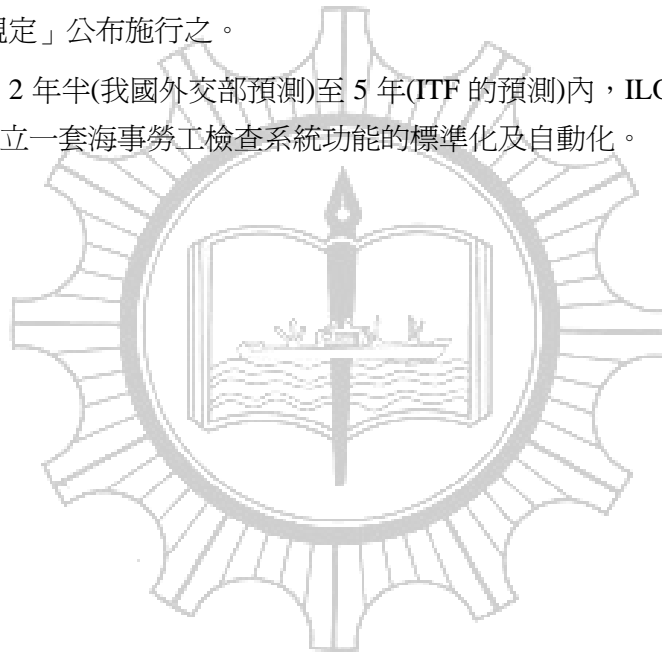 規定」公布施行之。
2 年半(我國外交部預測)至 5 年(ITF 的預測)內，ILO
立一套海事勞工檢查系統功能的標準化及自動化。